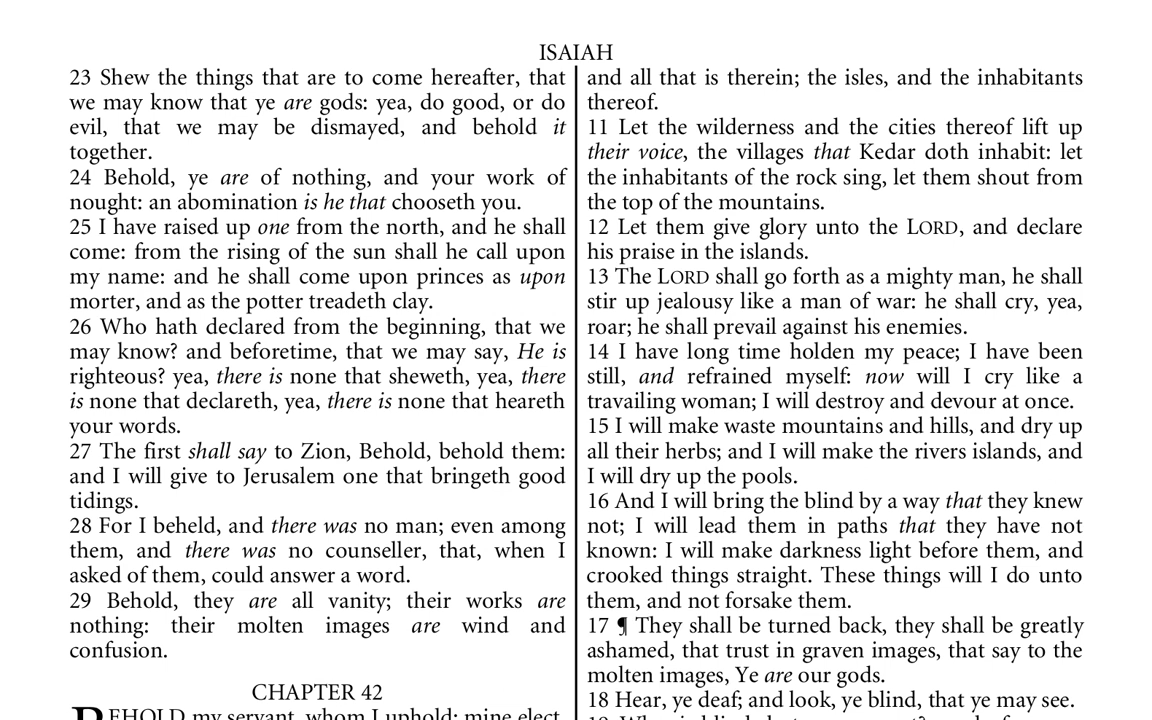 ISAIAH
23 Shew the things that are to come hereafter, that
we may know that ye are gods: yea, do good, or do
evil, that we may be dismayed, and behold it
together.
24 Behold, ye are of nothing, and your work of
nought: an abomination is he that chooseth you.
25 I have raised up one from the north, and he shall
come: from the rising of the sun shall he call upon
my name: and he shall come upon princes as upon
morter, and as the potter treadeth clay.
26 Who hath declared from the beginning, that we
may know? and beforetime, that we may say, He is
righteous? yea, there is none that sheweth, yea, there
is none that declareth, yea, there is none that heareth
your words.
27 The first shall say to Zion, Behold, behold them:
and I will give to Jerusalem one that bringeth good
tidings.
28 For I beheld, and there was no man; even among
them, and there was no counseller, that, when I
asked of them, could answer a word.
29 Behold, they are all vanity; their works are
nothing: their molten images are wind and
confusion.
CHAPTER 42
BEHOLD my servant, whom I uphold; mine elect,
and all that is therein; the isles, and the inhabitants
thereof.
11 Let the wilderness and the cities thereof lift up
their voice, the villages that Kedar doth inhabit: let
the inhabitants of the rock sing, let them shout from
the top of the mountains.
12 Let them give glory unto the LORD, and declare
his praise in the islands.
13 The LORD shall go forth as a mighty man, he shall
stir up jealousy like a man of war: he shall cry, yea,
roar; he shall prevail against his enemies.
14 I have long time holden my peace; I have been
still, and refrained myself: now will I cry like a
travailing woman; I will destroy and devour at once.
15 I will make waste mountains and hills, and dry up
all their herbs; and I will make the rivers islands, and
I will dry up the pools.
16 And I will bring the blind by a way that they knew
not; I will lead them in paths that they have not
known: I will make darkness light before them, and
crooked things straight. These things will I do unto
them, and not forsake them.
17 ¶ They shall be turned back, they shall be greatly
ashamed, that trust in graven images, that say to the
molten images, Ye are our gods.
18 Hear, ye deaf; and look, ye blind, that ye may see.